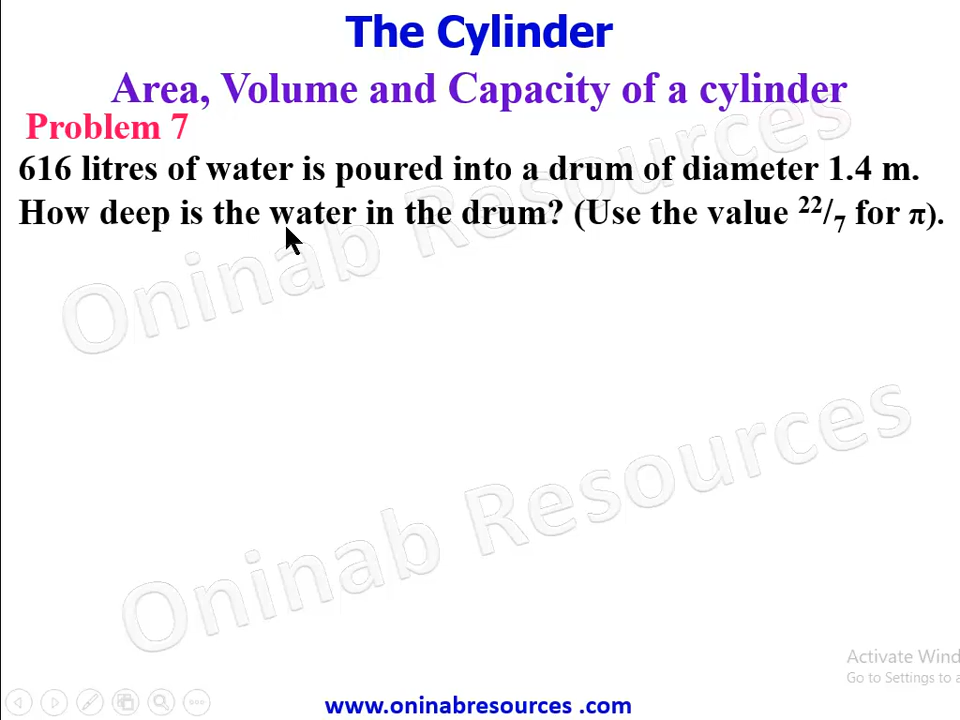 The Cylinder
Area, Volume and Capacity of a cylinder
Problem 7
616 litres of water is poured into a drum of diameter 1.4 m.
How deep is the water in the drum? (Use the value ²²/₇ for π).
Oninab Resources
Oninab Resources
Activate Wind
Go to Settings to a
www.oninabresources .com